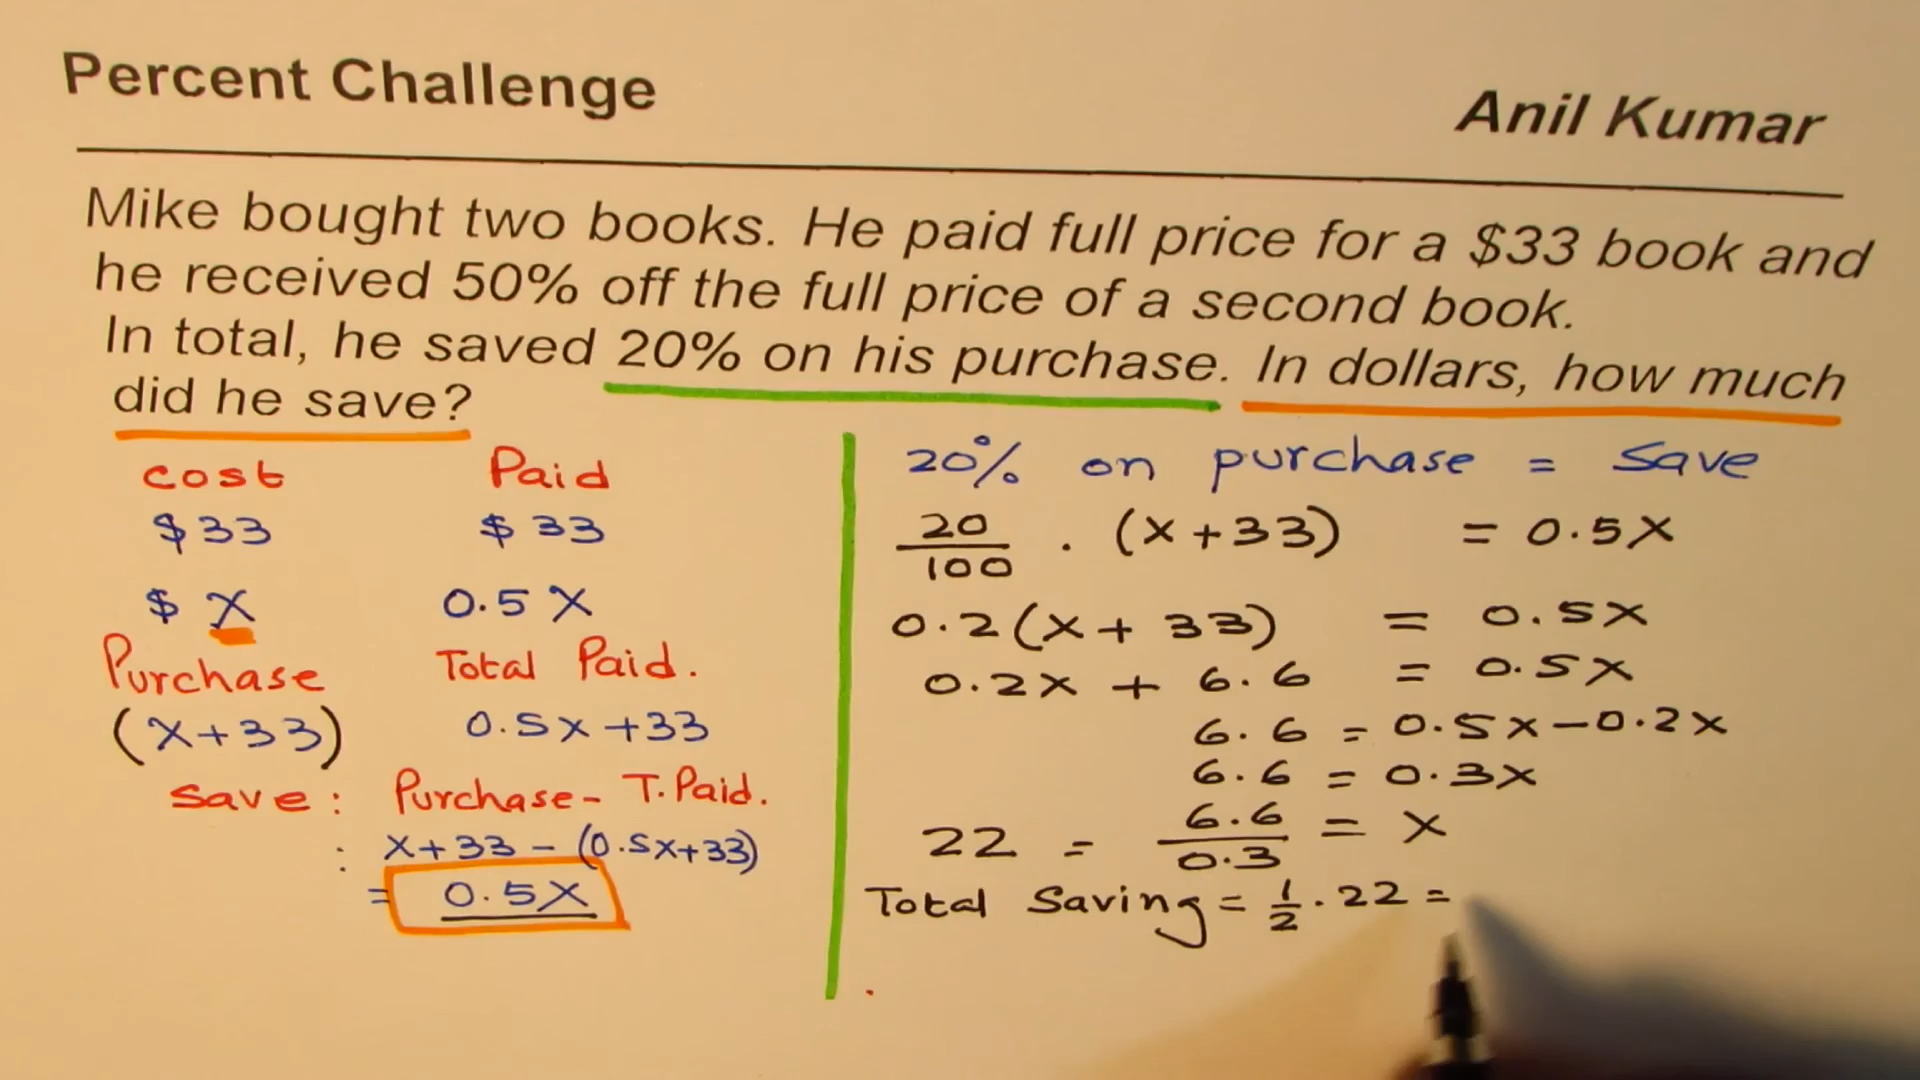 Percent Challenge
Anil Kumar
Mike bought two books. He paid full price for a $33 book and
he received 50% off the full price of a second book.
In total, he saved 20% on his purchase. In dollars, how much
did he save?
cost Paid
$33 $33
$ x 0.5x
Purchase Total Paid.
(x+33) 0.5x+33
save: Purchase- T.Paid.
: x+33-(0.5x+33)
= 0.5x
20% on purchase = Save
20/100 . (x+33) = 0.5x
0.2(x+33) = 0.5x
0.2x + 6.6 = 0.5x
6.6 = 0.5x-0.2x
6.6 = 0.3x
22 = 6.6/0.3 = x
Total Saving = 1/2 . 22 =